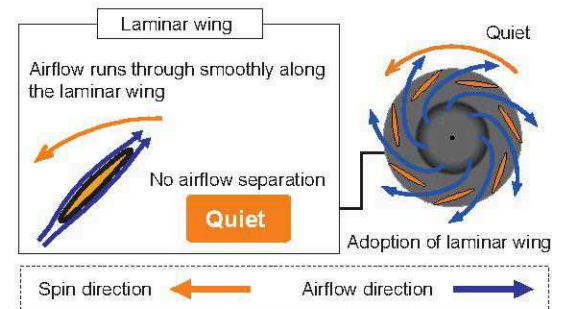 Laminar wing
Airflow runs through smoothly along
the laminar wing
No airflow separation
Quiet
Quiet
Adoption of laminar wing
Spin direction
Airflow direction